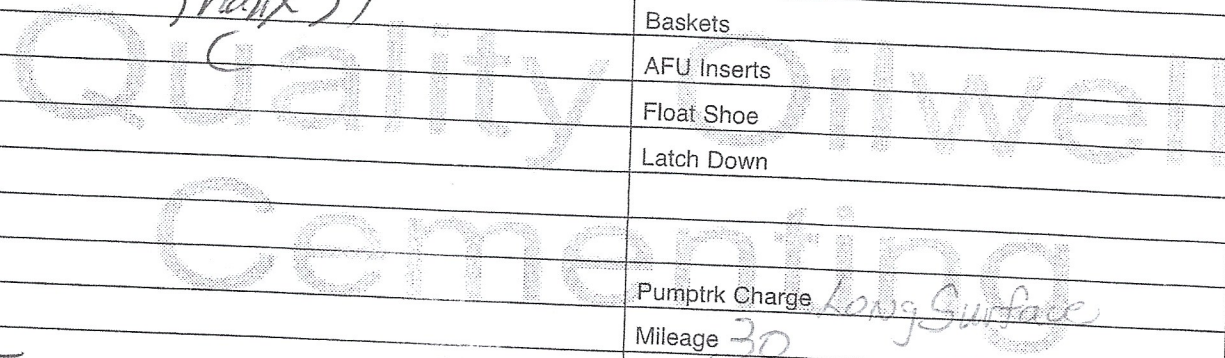 Baskets
AFU Inserts
Float Shoe
Latch Down
Quality Oilwell
Cementing
Pumptrk Charge Long Surface
Mileage 30